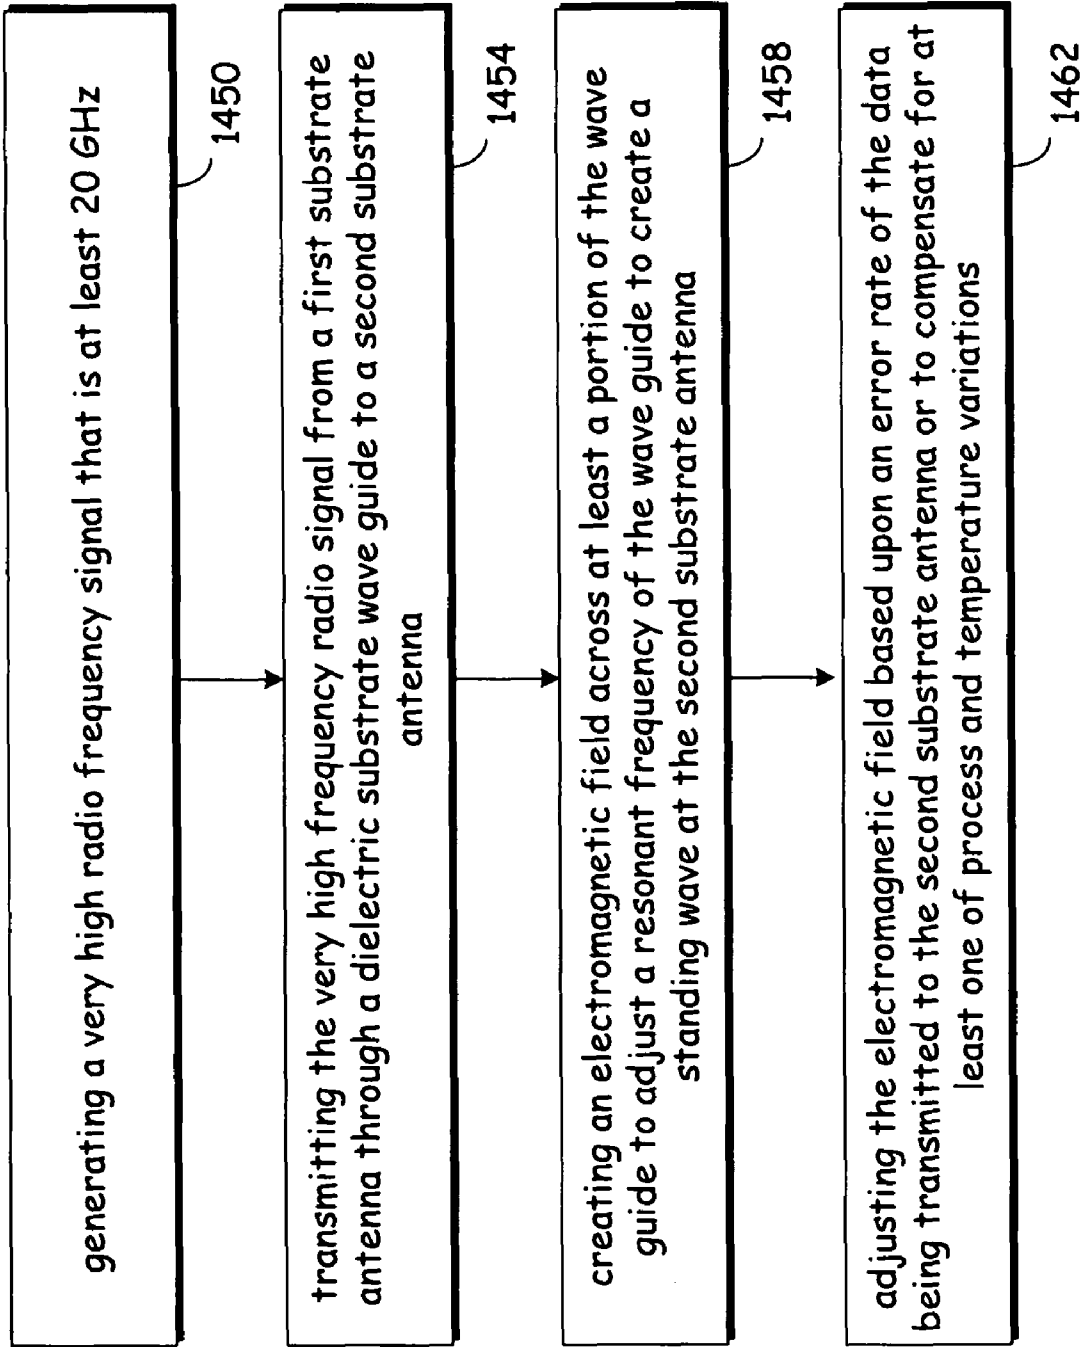 generating a very high radio frequency signal that is at least 20 GHz
1450
transmitting the very high frequency radio signal from a first substrate
antenna through a dielectric substrate wave guide to a second substrate
antenna
1454
creating an electromagnetic field across at least a portion of the wave
guide to adjust a resonant frequency of the wave guide to create a
standing wave at the second substrate antenna
1458
adjusting the electromagnetic field based upon an error rate of the data
being transmitted to the second substrate antenna or to compensate for at
least one of process and temperature variations
1462